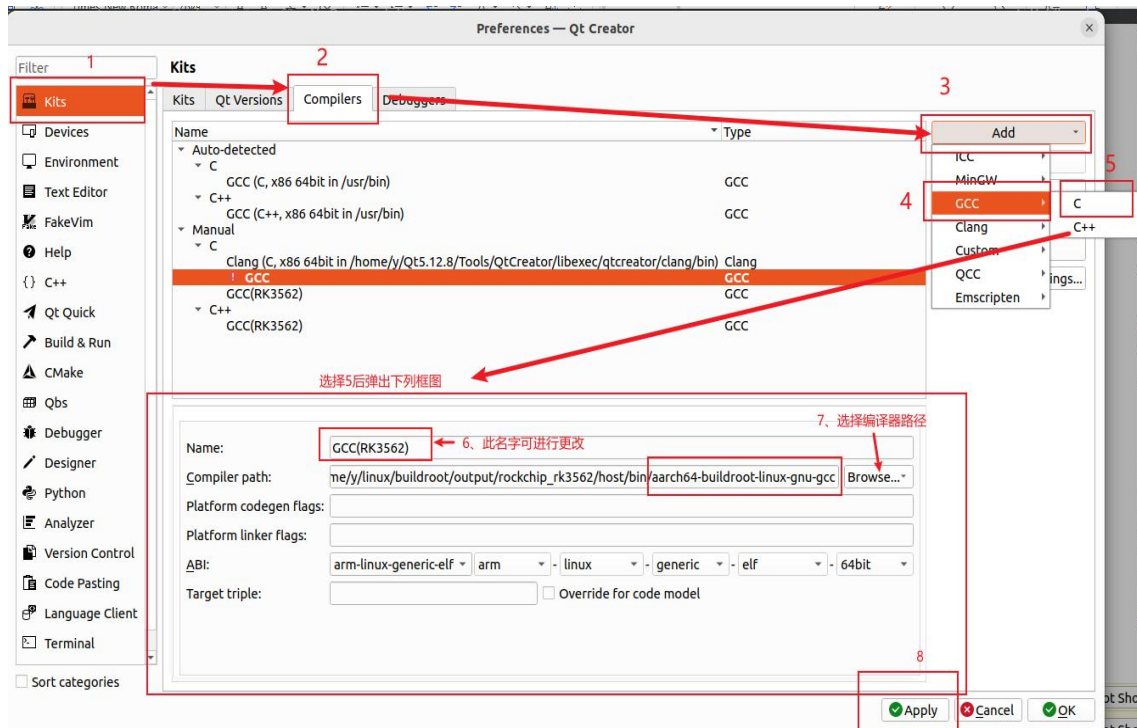 Preferences — Qt Creator
Filter
1
Kits
Devices
Environment
Text Editor
FakeVim
Help
C++
Qt Quick
Build & Run
CMake
Qbs
Debugger
Designer
Python
Analyzer
Version Control
Code Pasting
Language Client
Terminal
Sort categories
Kits
2
3
Kits Qt Versions Compilers Debuggers
Name Type
Auto-detected
C
GCC (C, x86 64bit in /usr/bin) GCC
C++
GCC (C++, x86 64bit in /usr/bin) GCC
Manual
C
Clang (C, x86 64bit in /home/y/Qt5.12.8/Tools/QtCreator/libexec/qtcreator/clang/bin) Clang
! GCC GCC
GCC(RK3562) GCC
C++
GCC(RK3562) GCC
Add
ICC
MinGW
4
GCC
Clang
Custom
QCC
Emscripten
5
C
C++
ings...
选择5后弹出下列框图
7、选择编译器路径
Name: GCC(RK3562)
6、此名字可进行更改
Compiler path: me/y/linux/buildroot/output/rockchip_rk3562/host/bin/aarch64-buildroot-linux-gnu-gcc Browse...
Platform codegen flags:
Platform linker flags:
ABI: arm-linux-generic-elf arm - linux - generic - elf - 64bit
Target triple: Override for code model
8
Apply Cancel OK